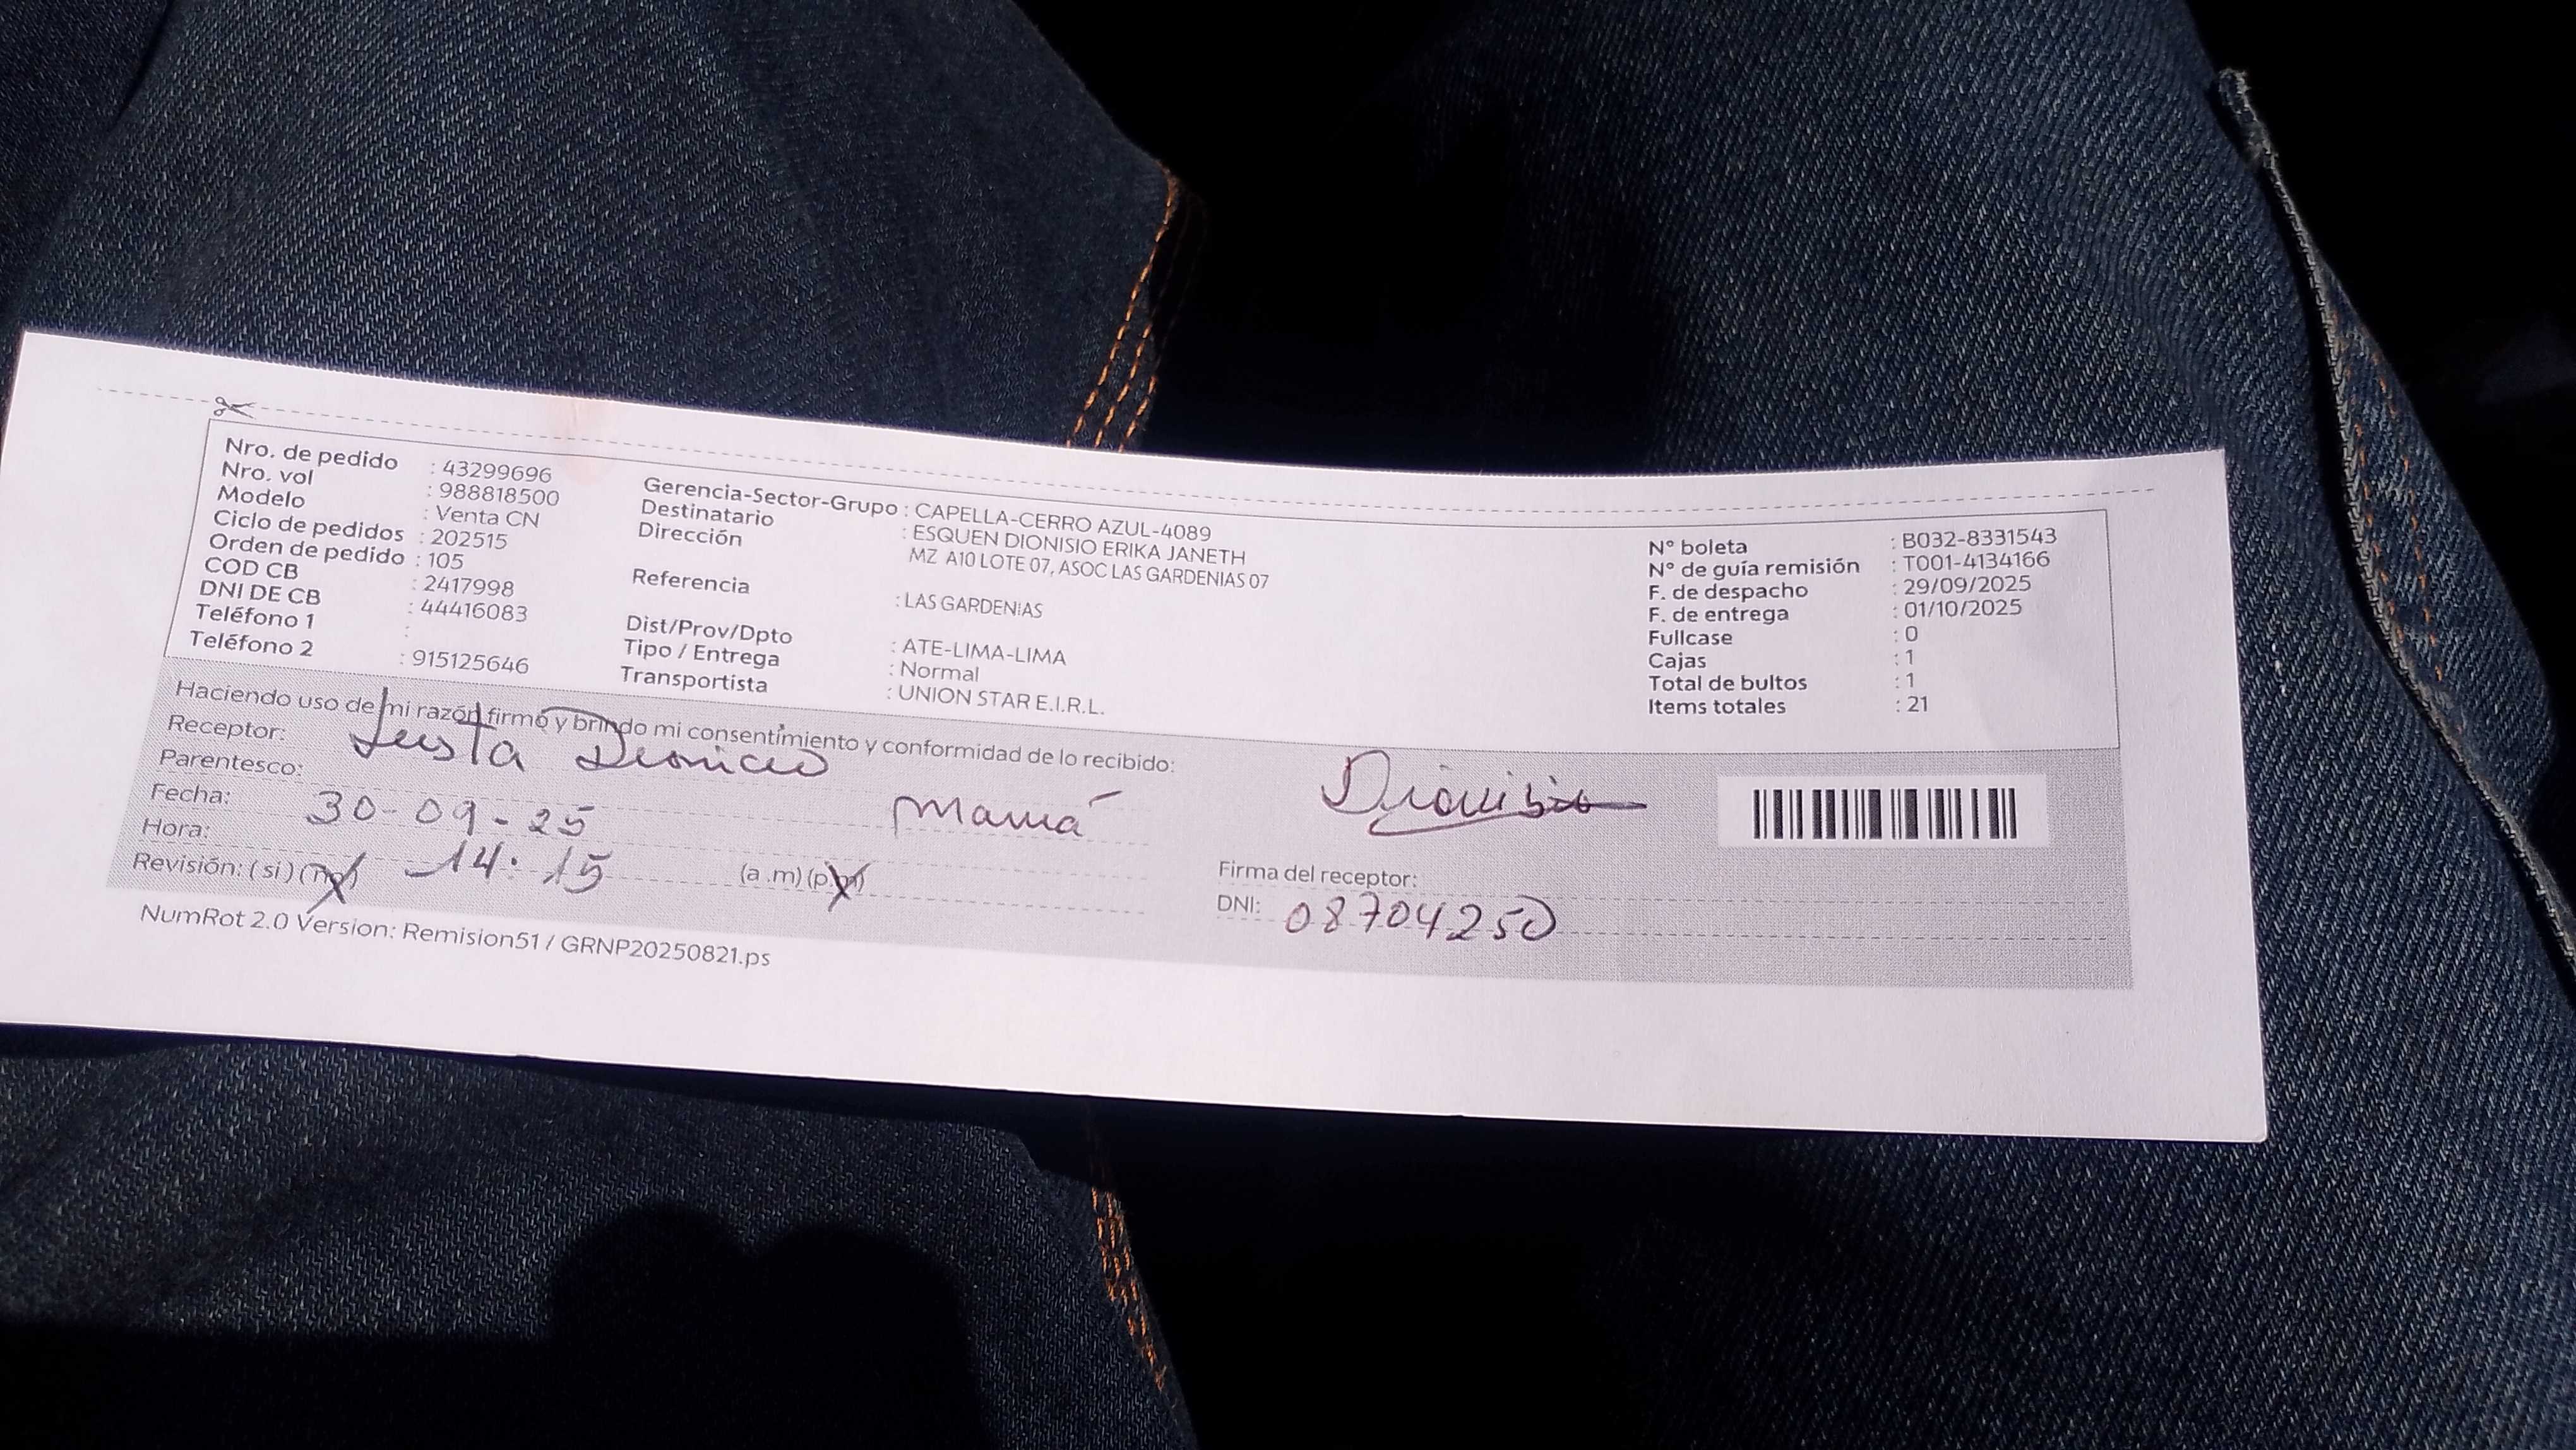 Nro. de pedido : 43299696
Nro. vol : 988818500
Modelo : Venta CN
Ciclo de pedidos : 202515
Orden de pedido : 105
COD CB : 2417998
DNI DE CB : 44416083
Teléfono 1 :
Teléfono 2 : 915125646
Gerencia-Sector-Grupo : CAPELLA-CERRO AZUL-4089
Destinatario : ESQUEN DIONISIO ERIKA JANETH
Dirección MZ A10 LOTE 07, ASOC LAS GARDENIAS 07
Referencia : LAS GARDENIAS
Dist/Prov/Dpto : ATE-LIMA-LIMA
Tipo / Entrega : Normal
Transportista : UNION STAR E.I.R.L.
N° boleta : B032-8331543
N° de guía remisión : T001-4134166
F. de despacho : 29/09/2025
F. de entrega : 01/10/2025
Fullcase : 0
Cajas : 1
Total de bultos : 1
Items totales : 21
Haciendo uso de mi razón firmo y brindo mi consentimiento y conformidad de lo recibido:
Receptor: Justa Dionicio
Parentesco: Mamá
Fecha: 30-09-25
Hora: 14:15 (a.m) (p.m)
Revisión: (si) (no)
Dionisio
Firma del receptor:
DNI: 08704250
NumRot 2.0 Version: Remision51 / GRNP20250821.ps